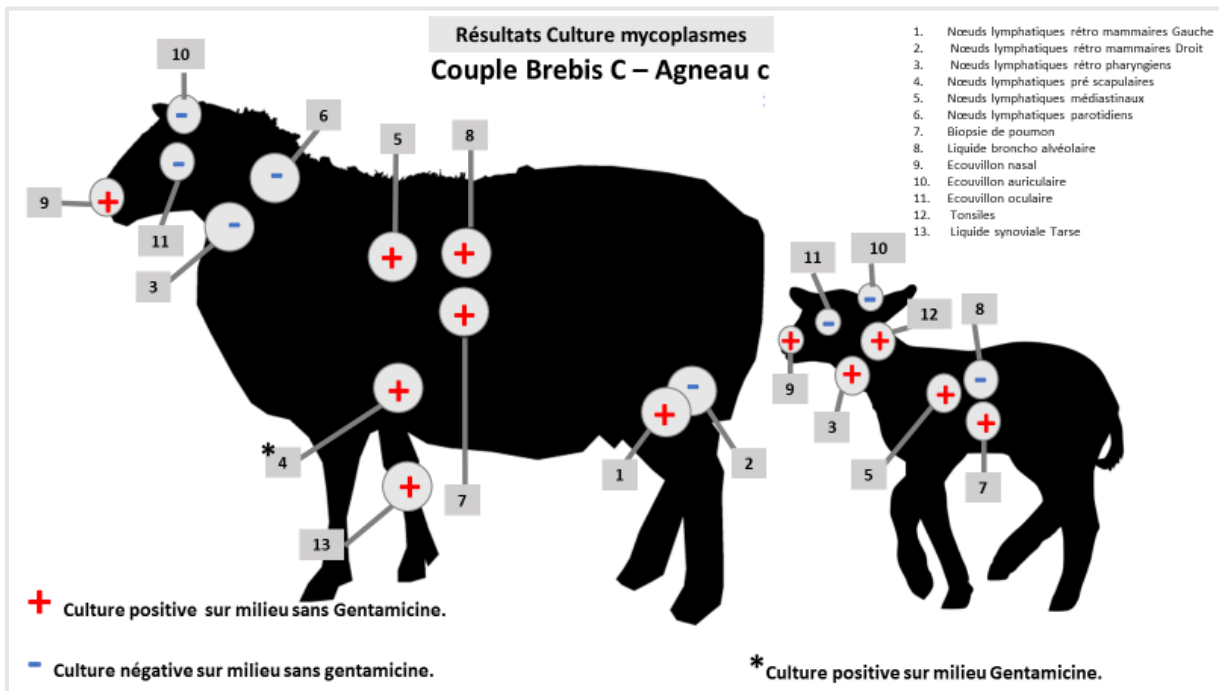 Résultats Culture mycoplasmes
Couple Brebis C – Agneau c
:
1. Nœuds lymphatiques rétro mammaires Gauche
2. Nœuds lymphatiques rétro mammaires Droit
3. Nœuds lymphatiques rétro pharyngiens
4. Nœuds lymphatiques pré scapulaires
5. Nœuds lymphatiques médiastinaux
6. Nœuds lymphatiques parotidiens
7. Biopsie de poumon
8. Liquide broncho alvéolaire
9. Ecouvillon nasal
10. Ecouvillon auriculaire
11. Ecouvillon oculaire
12. Tonsiles
13. Liquide synoviale Tarse
10
6
5
8
9
11
3
*4
13
7
1
2
11
10
12
8
9
3
5
7
+ Culture positive sur milieu sans Gentamicine.
- Culture négative sur milieu sans gentamicine.
*Culture positive sur milieu Gentamicine.